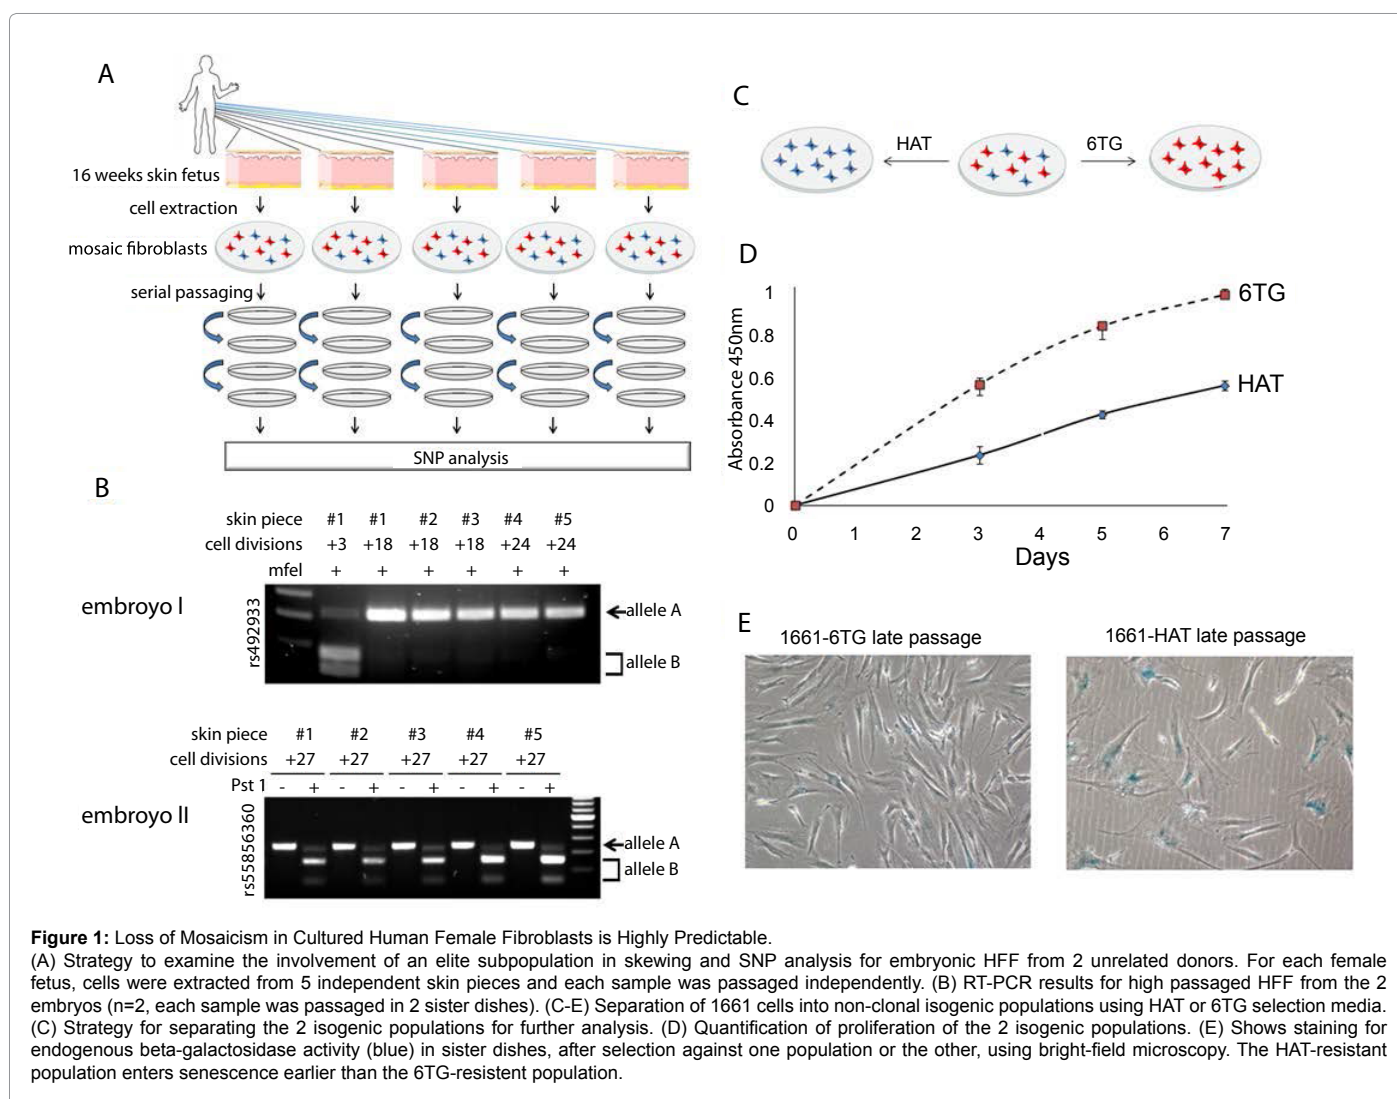 A
16 weeks skin fetus
cell extraction
mosaic fibroblasts
serial passaging
SNP analysis
B
skin piece #1 #1 #2 #3 #4 #5
cell divisions +3 +18 +18 +18 +24 +24
mfeI + + + + + +
embroyo I
rs492933
allele A
allele B
skin piece #1 #2 #3 #4 #5
cell divisions +27 +27 +27 +27 +27
Pst 1 - + - + - + - + - +
embroyo II
rs55856360
allele A
allele B
C
HAT
6TG
D
Absorbance 450nm
1
0.8
0.6
0.4
0.2
0
0 1 2 3 4 5 6 7
Days
6TG
HAT
E
1661-6TG late passage
1661-HAT late passage
Figure 1: Loss of Mosaicism in Cultured Human Female Fibroblasts is Highly Predictable.
(A) Strategy to examine the involvement of an elite subpopulation in skewing and SNP analysis for embryonic HFF from 2 unrelated donors. For each female
fetus, cells were extracted from 5 independent skin pieces and each sample was passaged independently. (B) RT-PCR results for high passaged HFF from the 2
embryos (n=2, each sample was passaged in 2 sister dishes). (C-E) Separation of 1661 cells into non-clonal isogenic populations using HAT or 6TG selection media.
(C) Strategy for separating the 2 isogenic populations for further analysis. (D) Quantification of proliferation of the 2 isogenic populations. (E) Shows staining for
endogenous beta-galactosidase activity (blue) in sister dishes, after selection against one population or the other, using bright-field microscopy. The HAT-resistant
population enters senescence earlier than the 6TG-resistent population.